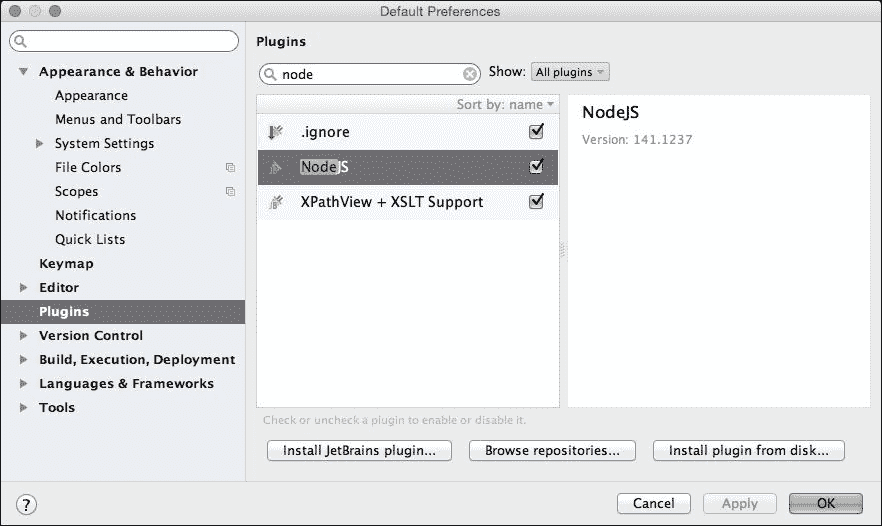 Default Preferences
Appearance & Behavior
Appearance
Menus and Toolbars
System Settings
File Colors
Scopes
Notifications
Quick Lists
Keymap
Editor
Plugins
Version Control
Build, Execution, Deployment
Languages & Frameworks
Tools
Plugins
node
Show: All plugins
Sort by: name
.ignore
NodeJS
XPathView + XSLT Support
NodeJS
Version: 141.1237
Check or uncheck a plugin to enable or disable it.
Install JetBrains plugin...
Browse repositories...
Install plugin from disk...
?
Cancel
Apply
OK